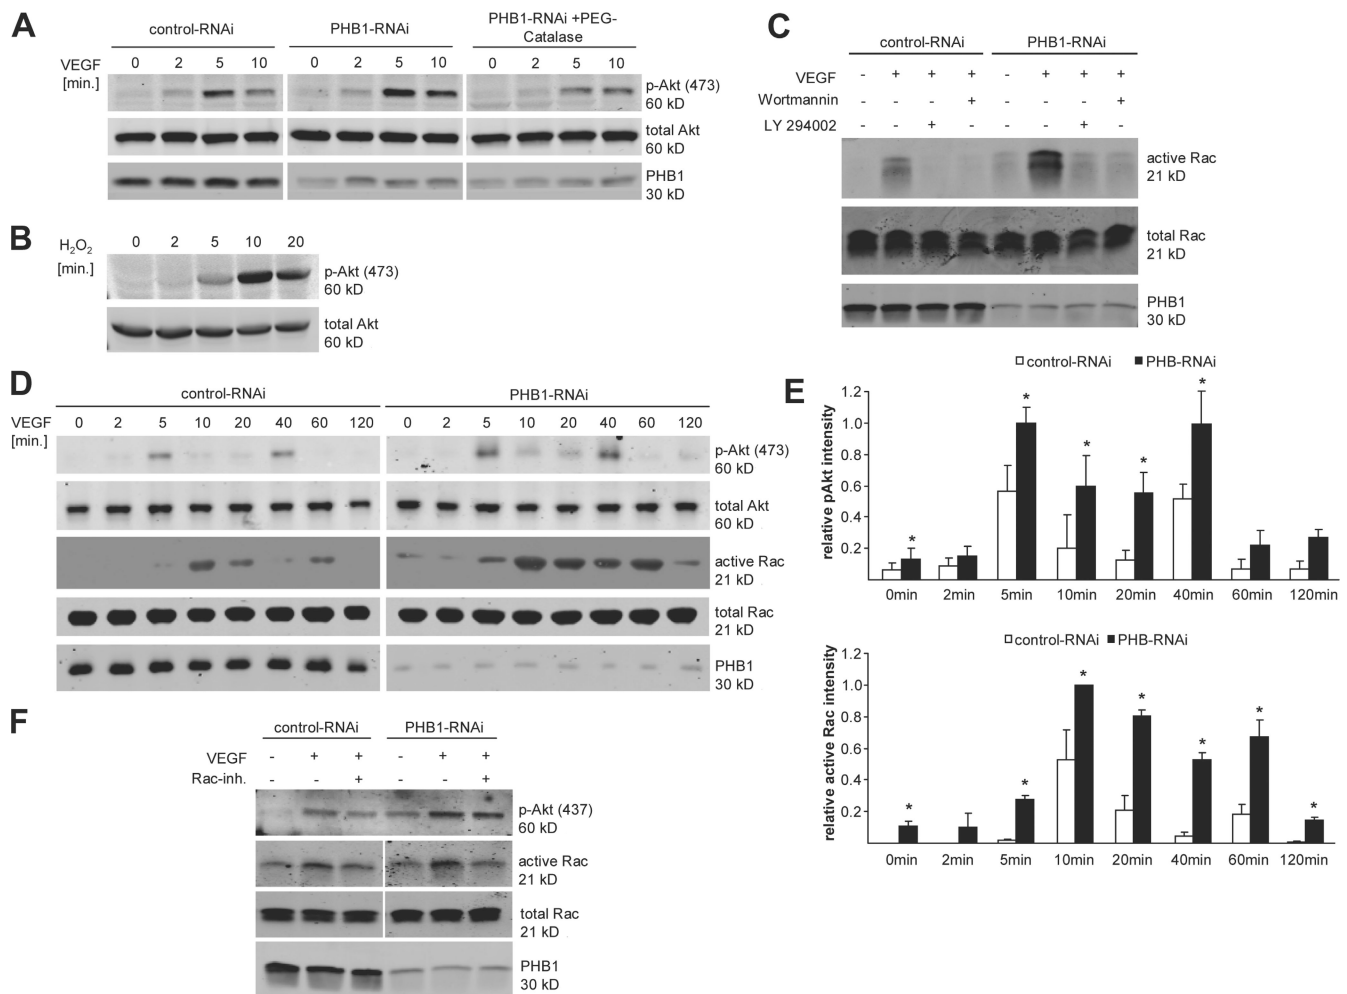 A
control-RNAi
PHB1-RNAi
PHB1-RNAi +PEG-
Catalase
VEGF 0 2 5 10 0 2 5 10 0 2 5 10
[min.]
p-Akt (473)
60 kD
total Akt
60 kD
PHB1
30 kD
B
H₂O₂ 0 2 5 10 20
[min.]
p-Akt (473)
60 kD
total Akt
60 kD
C
control-RNAi PHB1-RNAi
VEGF - + + + - + + +
Wortmannin - - - + - - - +
LY 294002 - - + - - - + -
active Rac
21 kD
total Rac
21 kD
PHB1
30 kD
D
control-RNAi PHB1-RNAi
VEGF 0 2 5 10 20 40 60 120 0 2 5 10 20 40 60 120
[min.]
p-Akt (473)
60 kD
total Akt
60 kD
active Rac
21 kD
total Rac
21 kD
PHB1
30 kD
E
control-RNAi PHB-RNAi
relative pAkt intensity
1.2
1.0
0.8
0.6
0.4
0.2
* * * * *
0min 2min 5min 10min 20min 40min 60min 120min
control-RNAi PHB-RNAi
relative active Rac intensity
1.2
1.0
0.8
0.6
0.4
0.2
* * * * * * *
0min 2min 5min 10min 20min 40min 60min 120min
F
control-RNAi PHB1-RNAi
VEGF - + + - + +
Rac-inh. - - + - - +
p-Akt (437)
60 kD
active Rac
21 kD
total Rac
21 kD
PHB1
30 kD